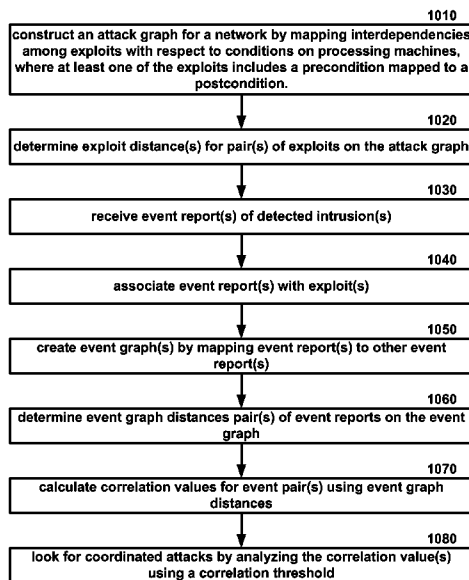 1010
construct an attack graph for a network by mapping interdependencies
among exploits with respect to conditions on processing machines,
where at least one of the exploits includes a precondition mapped to a
postcondition.
1020
determine exploit distance(s) for pair(s) of exploits on the attack graph
1030
receive event report(s) of detected intrusion(s)
1040
associate event report(s) with exploit(s)
1050
create event graph(s) by mapping event report(s) to other event
report(s)
1060
determine event graph distances pair(s) of event reports on the event
graph
1070
calculate correlation values for event pair(s) using event graph
distances
1080
look for coordinated attacks by analyzing the correlation value(s)
using a correlation threshold